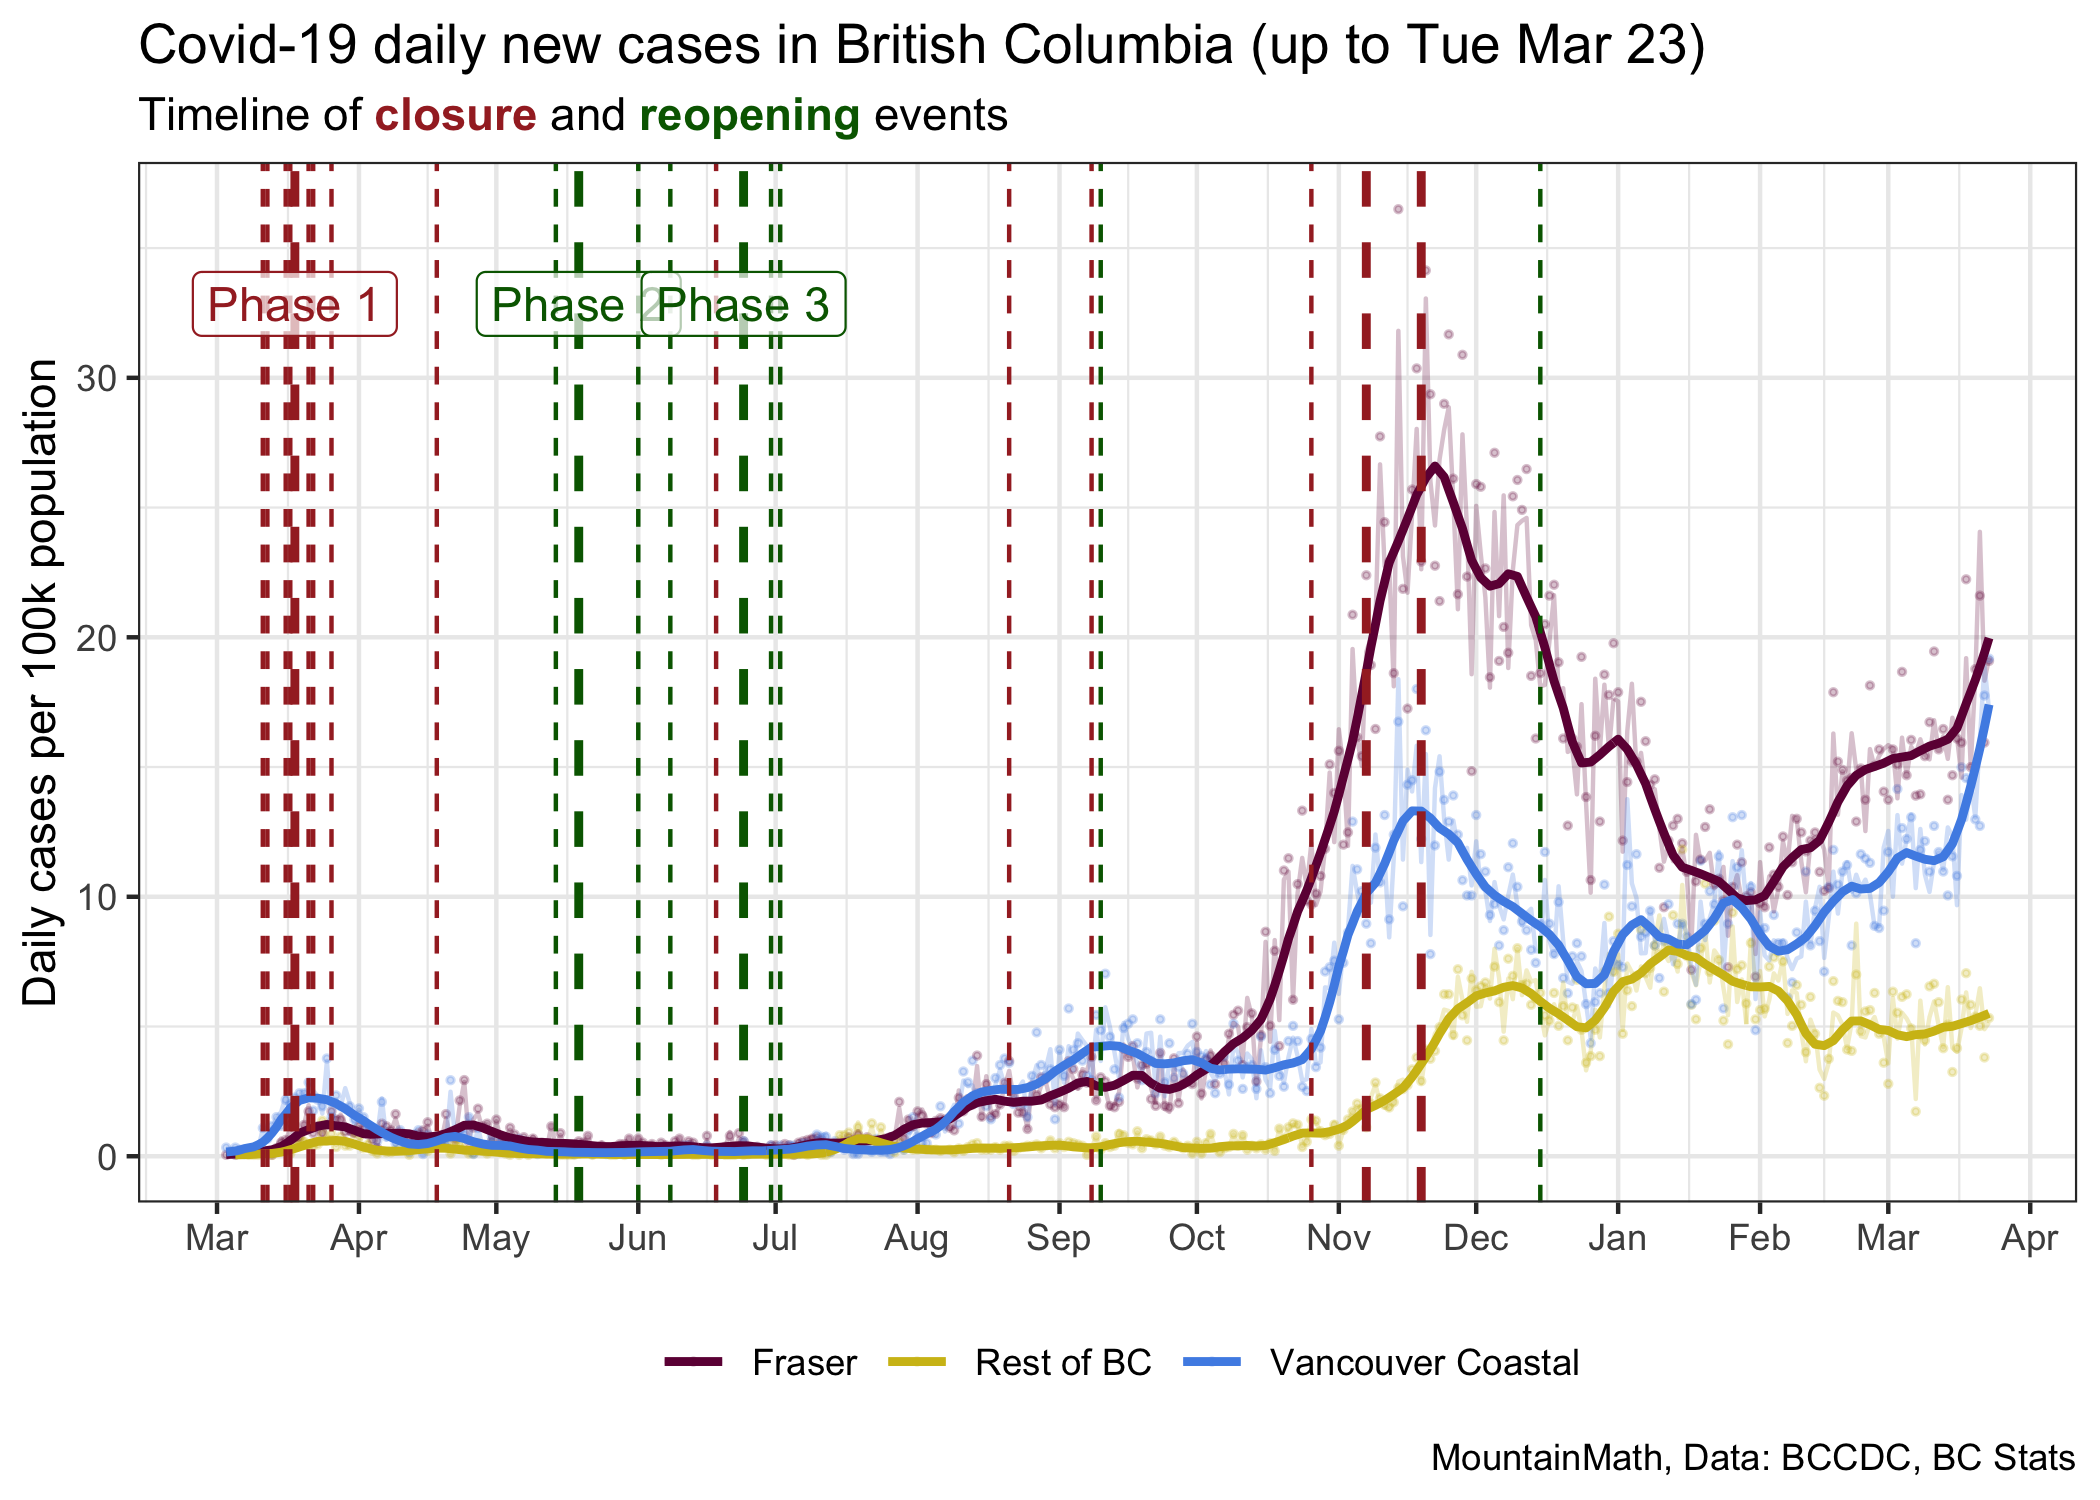 Covid-19 daily new cases in British Columbia (up to Tue Mar 23)
Timeline of closure and reopening events
Daily cases per 100k population
30
20
10
0
Phase 1
Phase 2
Phase 3
Mar Apr May Jun Jul Aug Sep Oct Nov Dec Jan Feb Mar Apr
Fraser Rest of BC Vancouver Coastal
MountainMath, Data: BCCDC, BC Stats